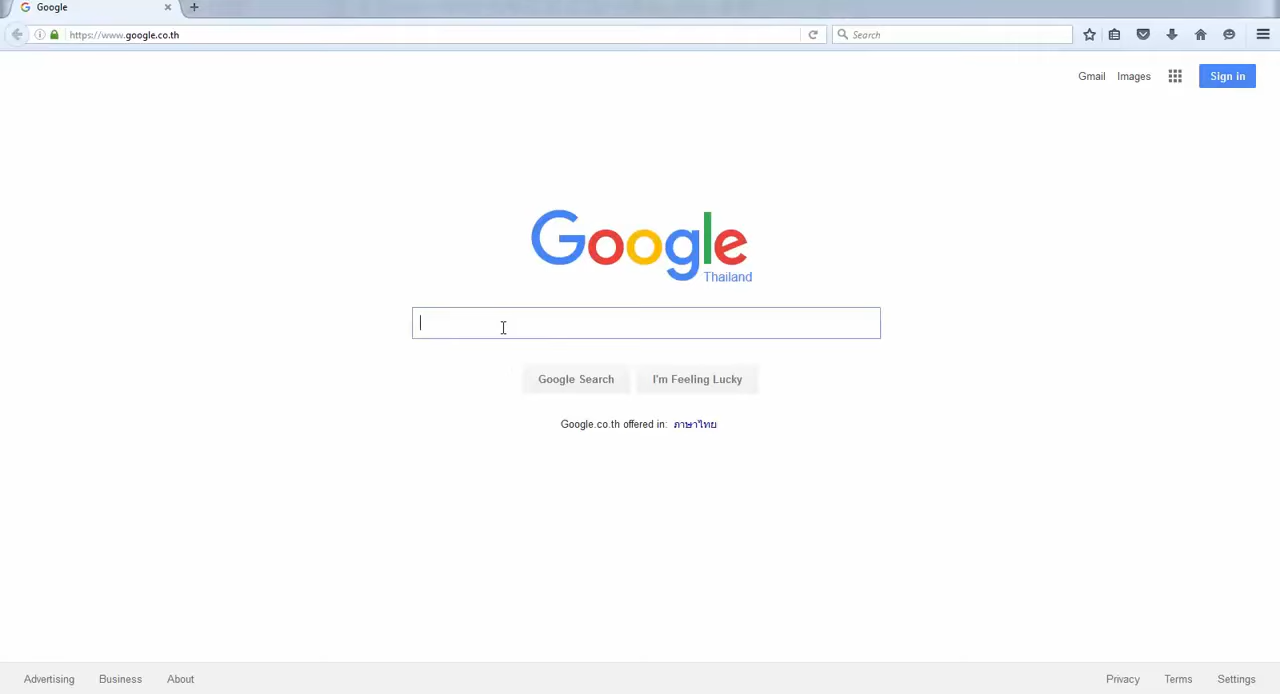 Google
https://www.google.co.th
Search
Gmail
Images
Sign in
Google
Thailand
Google Search
I'm Feeling Lucky
Google.co.th offered in: ภาษาไทย
Advertising
Business
About
Privacy
Terms
Settings